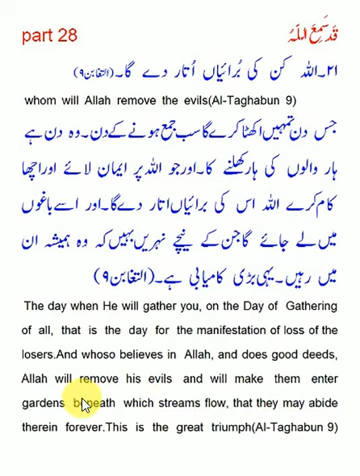 part 28 قَدْ سَمِعَ اللّٰهُ
۲۱۔ اللہ کن کی بُرائیاں اُتار دے گا۔ (التغابن ۹)
whom will Allah remove the evils(Al-Taghabun 9)
جس دن تمہیں اکھٹا کرے گا سب جمع ہونے کے دن۔ وہ دن ہے
ہار والوں کی ہار کھلنے کا۔ اور جو اللہ پر ایمان لائے اور اچھا
کام کرے اللہ اس کی برائیاں اتار دے گا۔ اور اسے باغوں
میں لے جائے گا جن کے نیچے نہریں بہیں کہ وہ ہمیشہ ان
میں رہیں۔ یہی بڑی کامیابی ہے۔ (التغابن ۹)
The day when He will gather you, on the Day of Gathering
of all, that is the day for the manifestation of loss of the
losers.And whoso believes in Allah, and does good deeds,
Allah will remove his evils and will make them enter
gardens beneath which streams flow, that they may abide
therein forever.This is the great triumph(Al-Taghabun 9)